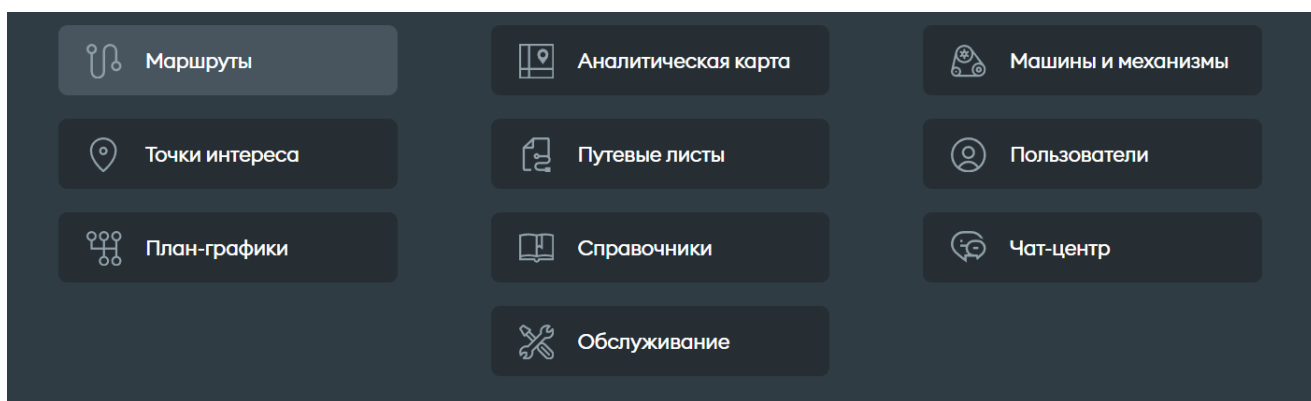 Маршруты
Аналитическая карта
Машины и механизмы
Точки интереса
Путевые листы
Пользователи
План-графики
Справочники
Чат-центр
Обслуживание